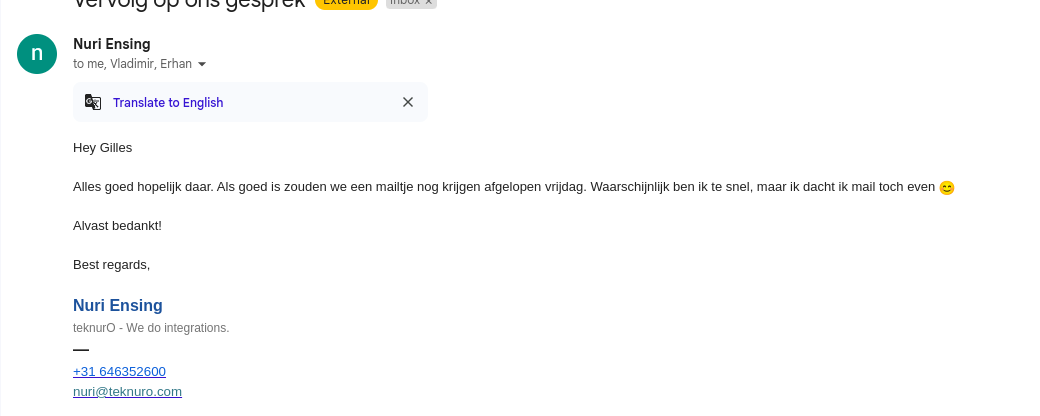 Vervolg op ons gesprek External Inbox ×
n
Nuri Ensing
to me, Vladimir, Erhan
Translate to English
Hey Gilles
Alles goed hopelijk daar. Als goed is zouden we een mailtje nog krijgen afgelopen vrijdag. Waarschijnlijk ben ik te snel, maar ik dacht ik mail toch even 😊
Alvast bedankt!
Best regards,
Nuri Ensing
teknurO - We do integrations.
—
+31 646352600
nuri@teknuro.com